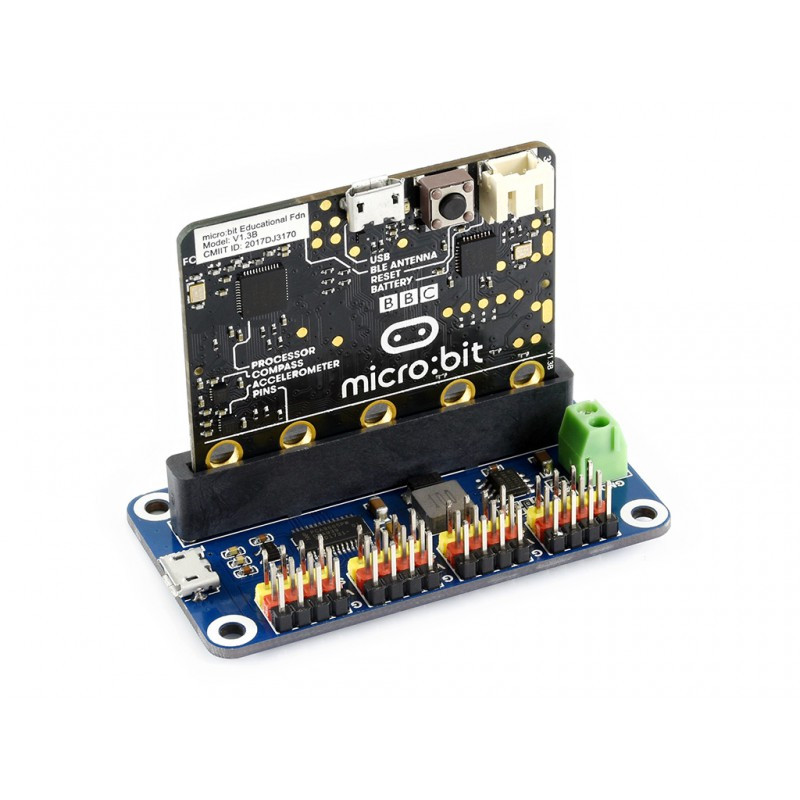 micro:bit Educational Fdn
Model: V1.3B
CMIIT ID: 2017DJ3170
FC
USB
BLE ANTENNA
RESET
BATTERY
BBC
micro:bit
PROCESSOR
COMPASS
ACCELEROMETER
PINS
V1.3B